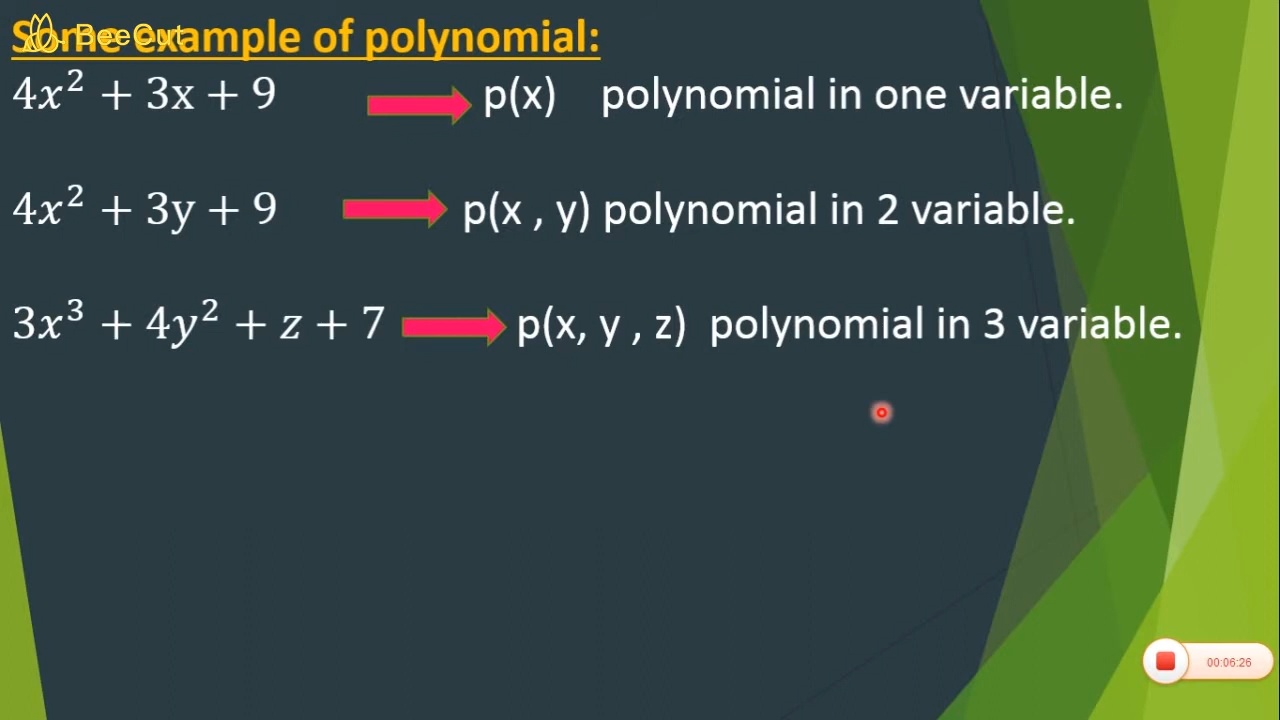 Some example of polynomial:
BeeCut
4x² + 3x + 9 p(x) polynomial in one variable.
4x² + 3y + 9 p(x , y) polynomial in 2 variable.
3x³ + 4y² + z + 7 p(x, y , z) polynomial in 3 variable.
00:06:26